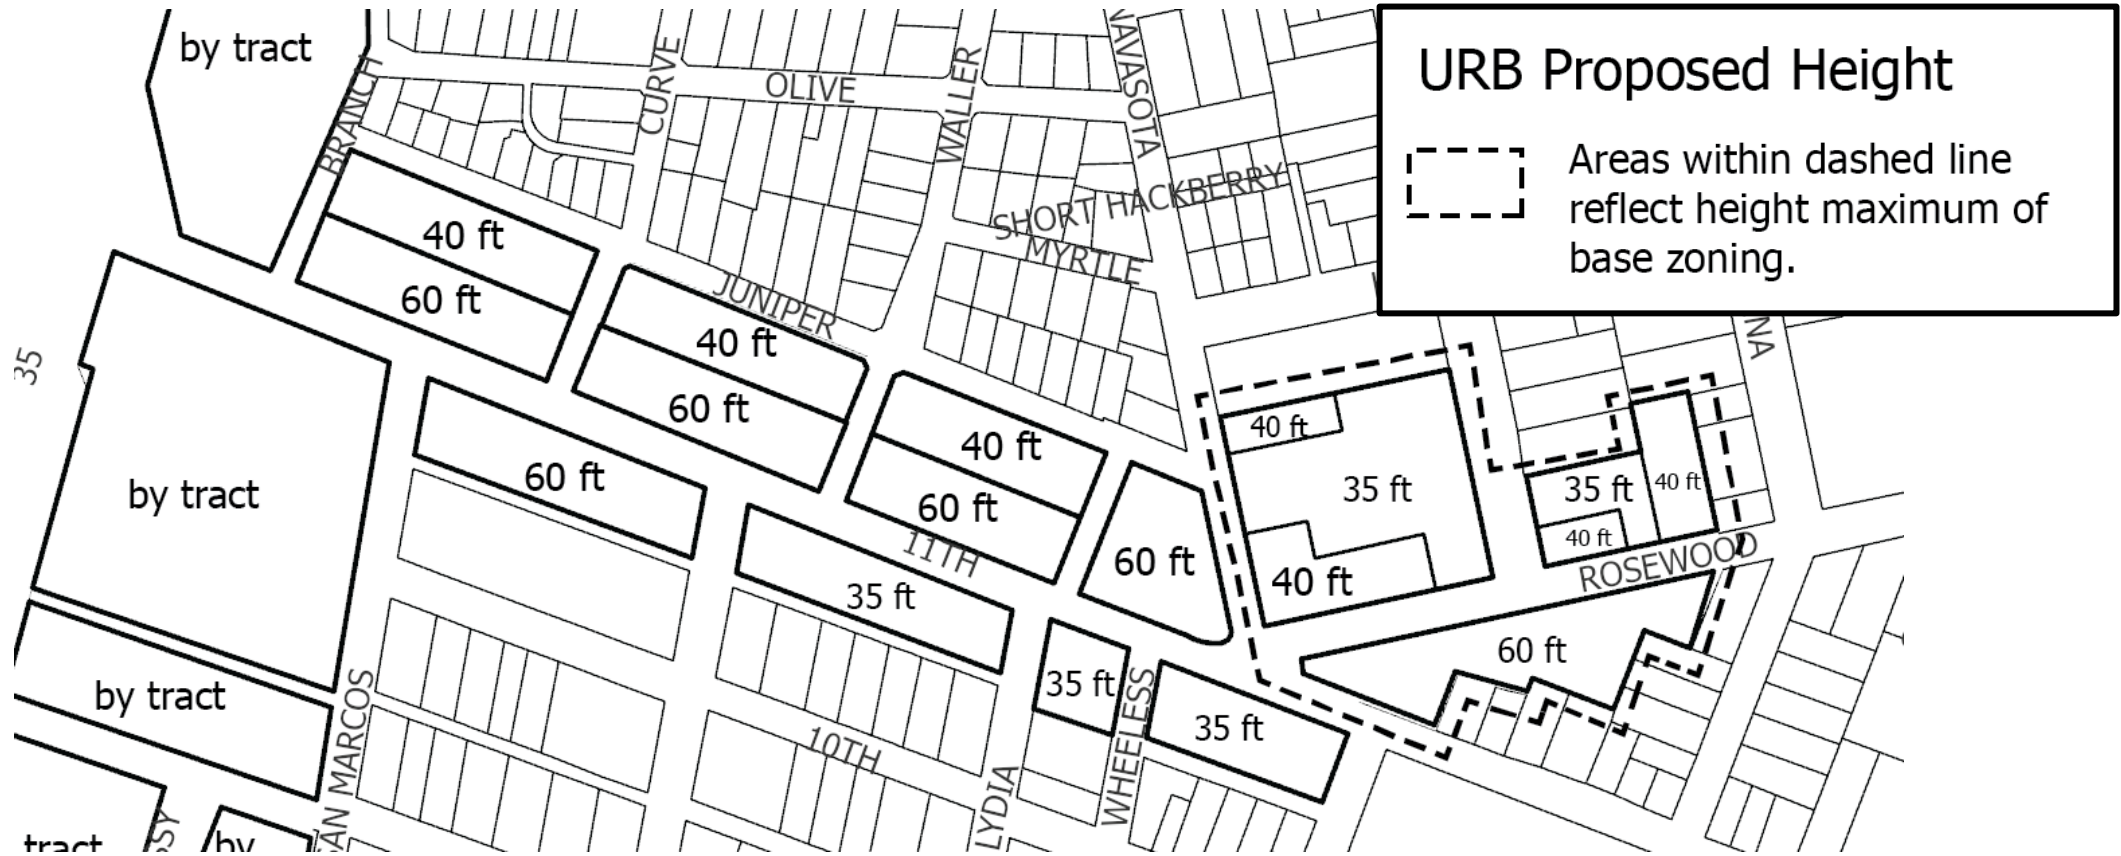 by tract
URB Proposed Height
Areas within dashed line
reflect height maximum of
base zoning.
BRANCH
CURVE
OLIVE
WALLER
NAVASOTA
SHORT HACKBERRY
MYRTLE
JUNIPER
40 ft
60 ft
40 ft
60 ft
40 ft
60 ft
35
by tract
60 ft
11TH
35 ft
60 ft
40 ft
35 ft
40 ft
35 ft
40 ft
40 ft
NA
ROSEWOOD
60 ft
35 ft
35 ft
by tract
SAN MARCOS
10TH
LYDIA
WHEELESS
tract
SSY
by